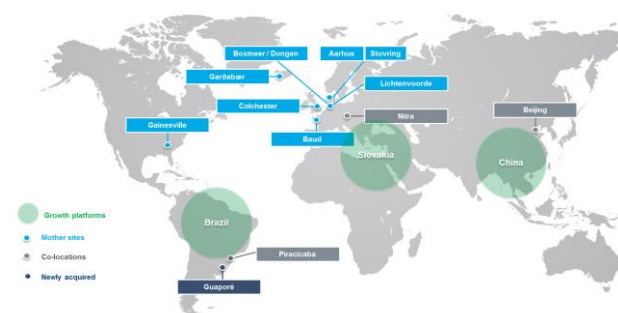 Boxmeer / Dongen
Aarhus
Stovring
Garðabær
Lichtenvoorde
Colchester
Nitra
Beijing
Gainesville
Baud
Slovakia
China
Brazil
Growth platforms
Mother sites
Co-locations
Newly acquired
Piracicaba
Guaporé